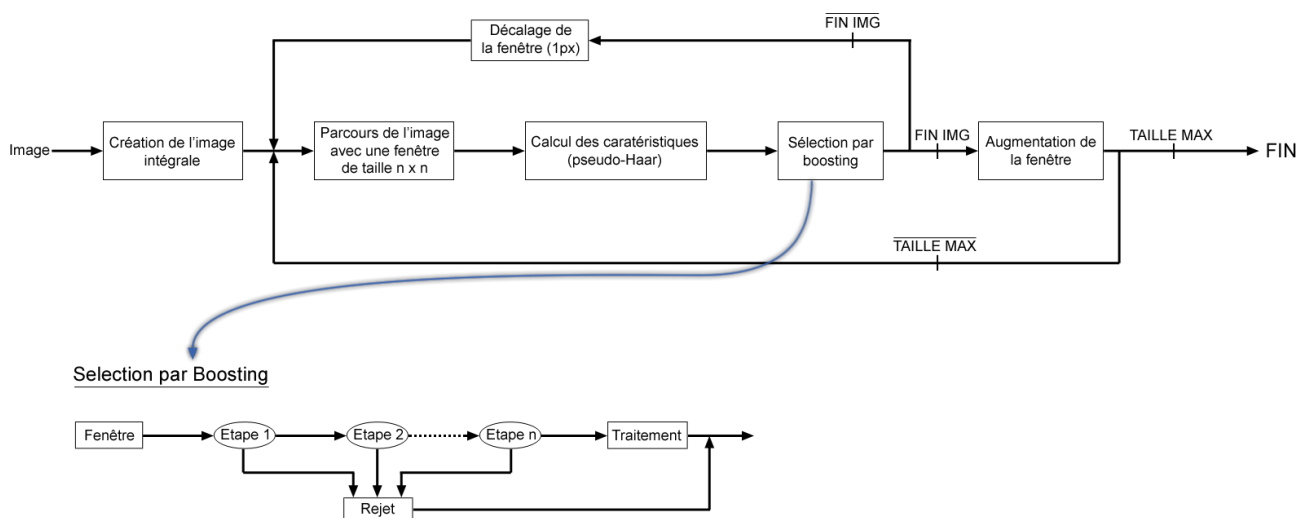 FIN IMG
Décalage de
la fenêtre (1px)
Image
Création de l'image
intégrale
Parcours de l'image
avec une fenêtre
de taille n x n
Calcul des caratéristiques
(pseudo-Haar)
Sélection par
boosting
FIN IMG
Augmentation de
la fenêtre
TAILLE MAX
FIN
TAILLE MAX
Selection par Boosting
Fenêtre
Etape 1
Etape 2
Etape n
Traitement
Rejet